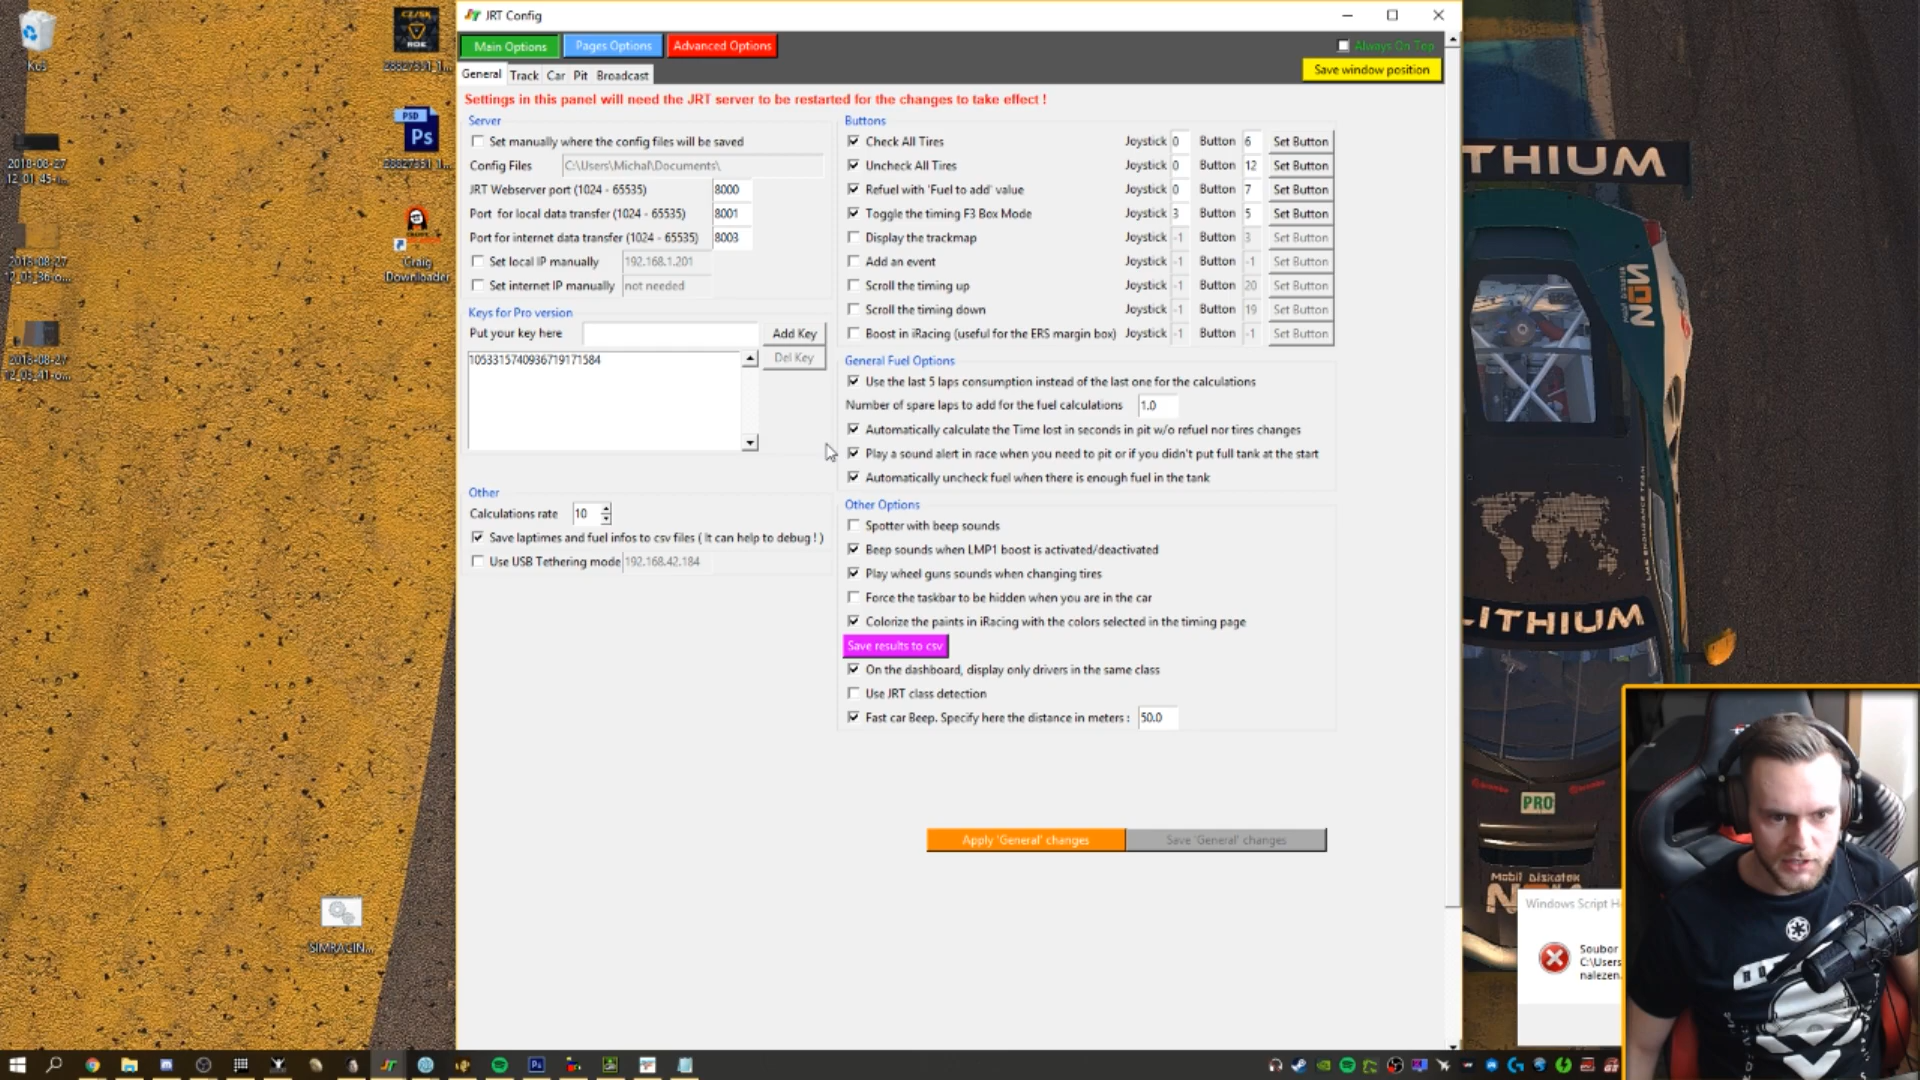 JRT Config
Main Options
Pages Options
Advanced Options
Always On Top
Save window position
General
Track
Car
Pit
Broadcast
Settings in this panel will need the JRT server to be restarted for the changes to take effect !
Server
Set manually where the config files will be saved
Config Files
C:\Users\Michal\Documents\
JRT Webserver port (1024 - 65535)
8000
Port for local data transfer (1024 - 65535)
8001
Port for internet data transfer (1024 - 65535)
8003
Set local IP manually
192.168.1.201
Set internet IP manually
not needed
Keys for Pro version
Put your key here
Add Key
105331574093671917​1584
Del Key
Other
Calculations rate
10
Save laptimes and fuel infos to csv files ( It can help to debug ! )
Use USB Tethering mode
192.168.42.184
Buttons
Check All Tires Joystick 0 Button 6 Set Button
Uncheck All Tires Joystick 0 Button 12 Set Button
Refuel with 'Fuel to add' value Joystick 0 Button 7 Set Button
Toggle the timing F3 Box Mode Joystick 3 Button 5 Set Button
Display the trackmap Joystick -1 Button 3 Set Button
Add an event Joystick -1 Button -1 Set Button
Scroll the timing up Joystick -1 Button 20 Set Button
Scroll the timing down Joystick -1 Button 19 Set Button
Boost in iRacing (useful for the ERS margin box) Joystick -1 Button -1 Set Button
General Fuel Options
Use the last 5 laps consumption instead of the last one for the calculations
Number of spare laps to add for the fuel calculations 1.0
Automatically calculate the Time lost in seconds in pit w/o refuel nor tires changes
Play a sound alert in race when you need to pit or if you didn't put full tank at the start
Automatically uncheck fuel when there is enough fuel in the tank
Other Options
Spotter with beep sounds
Beep sounds when LMP1 boost is activated/deactivated
Play wheel guns sounds when changing tires
Force the taskbar to be hidden when you are in the car
Colorize the paints in iRacing with the colors selected in the timing page
Save results to csv
On the dashboard, display only drivers in the same class
Use JRT class detection
Fast car Beep. Specify here the distance in meters : 50.0
Apply 'General' changes
Save 'General' changes
Koš
2018-08-27
2018-08-27
2018-08-27
PSD
Ps
Craig
Downloader
THIUM
NON
LITHIUM
PRO
Mobil Diskotek
Windows Script H
Soubor
C:\Users
nalezen.